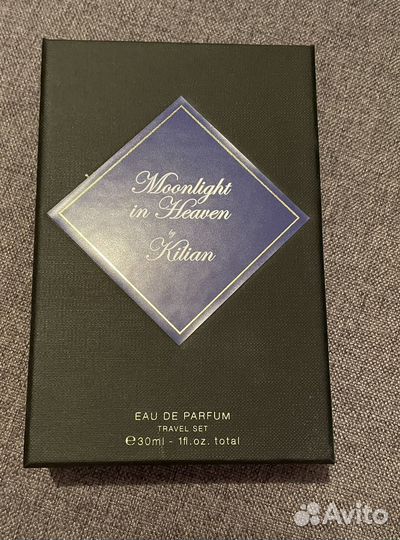 Moonlight
in Heaven
by
Kilian
EAU DE PARFUM
TRAVEL SET
℮30ml - 1fl.oz. total
Avito